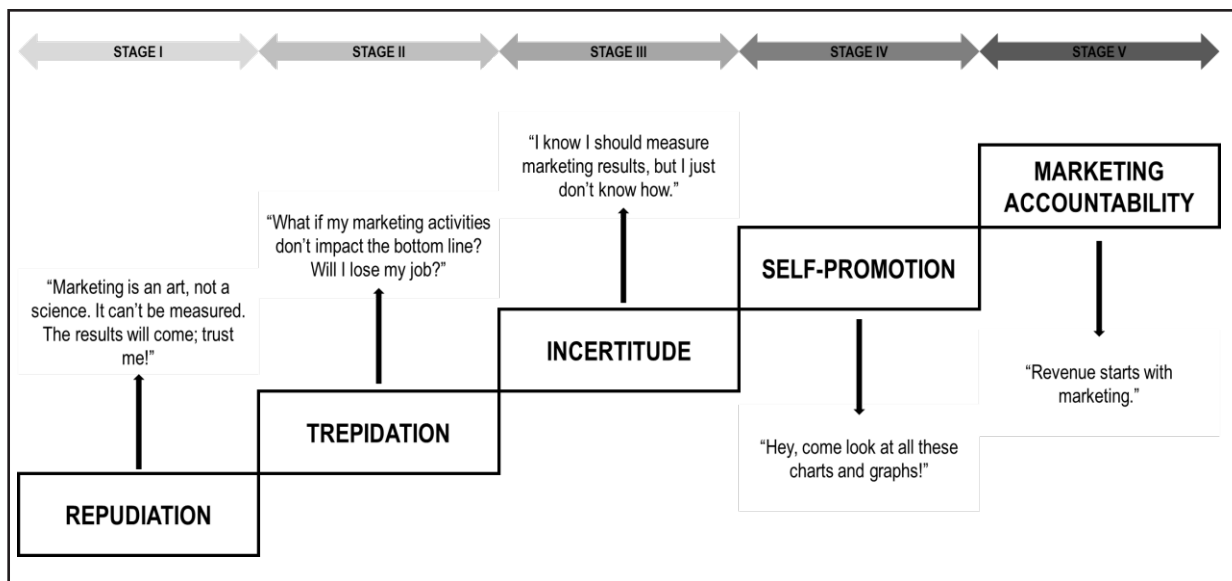 STAGE I
STAGE II
STAGE III
STAGE IV
STAGE V
“Marketing is an art, not a
science. It can’t be measured.
The results will come; trust
me!”
REPUDIATION
“What if my marketing activities
don’t impact the bottom line?
Will I lose my job?”
TREPIDATION
“I know I should measure
marketing results, but I just
don’t know how.”
INCERTITUDE
SELF-PROMOTION
“Hey, come look at all these
charts and graphs!”
MARKETING
ACCOUNTABILITY
“Revenue starts with
marketing.”